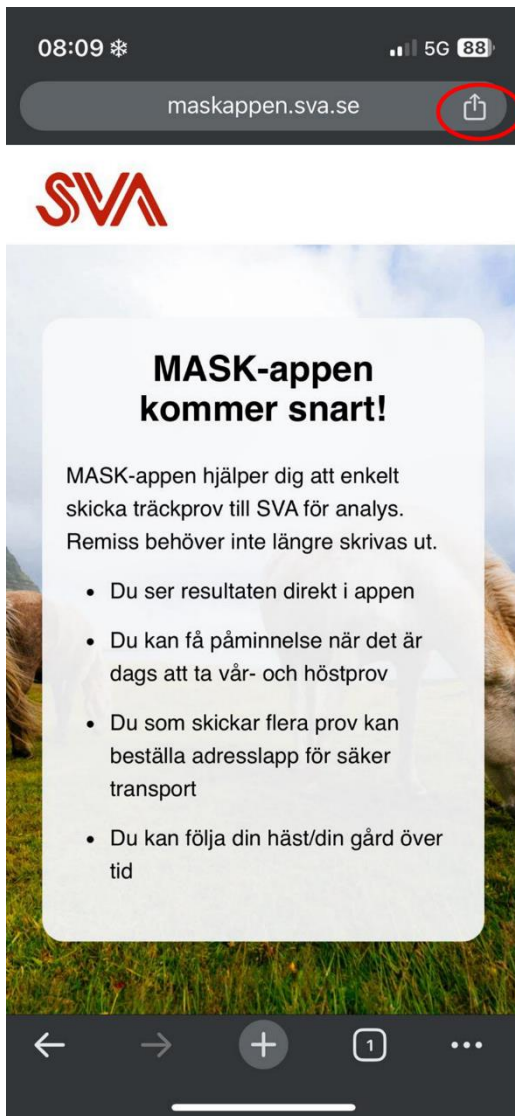 08:09
5G 88
maskappen.sva.se
SVA
MASK-appen
kommer snart!
MASK-appen hjälper dig att enkelt
skicka träckprov till SVA för analys.
Remiss behöver inte längre skrivas ut.
• Du ser resultaten direkt i appen
• Du kan få påminnelse när det är
dags att ta vår- och höstprov
• Du som skickar flera prov kan
beställa adresslapp för säker
transport
• Du kan följa din häst/din gård över
tid
1